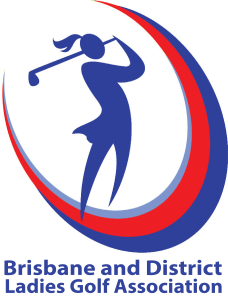 Brisbane and District
Ladies Golf Association